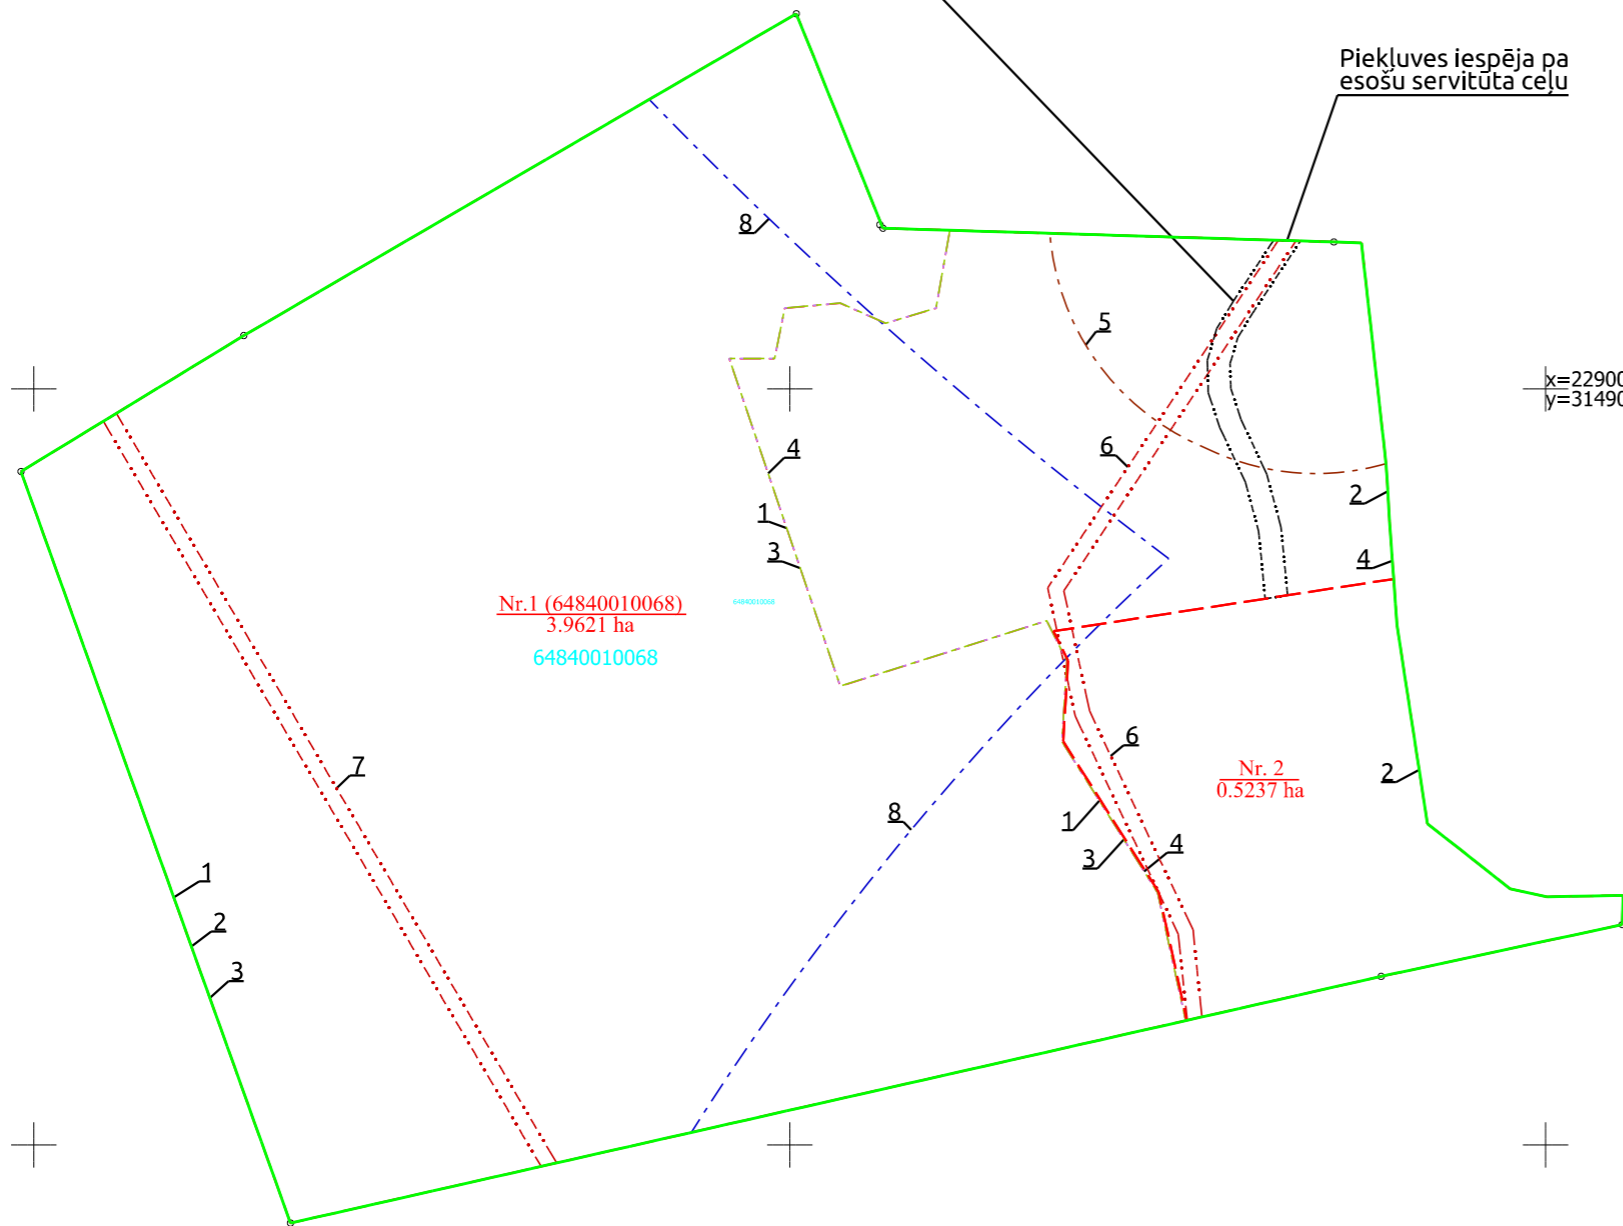 Piekļuves iespēja pa
esošu servitūta ceļu
8
5
x=22900
y=31490
6
4
2
1
3
4
Nr.1 (64840010068)
3.9621 ha
64840010068
64840010068
6
7
Nr. 2
0.5237 ha
2
8
1
3
4
1
2
3